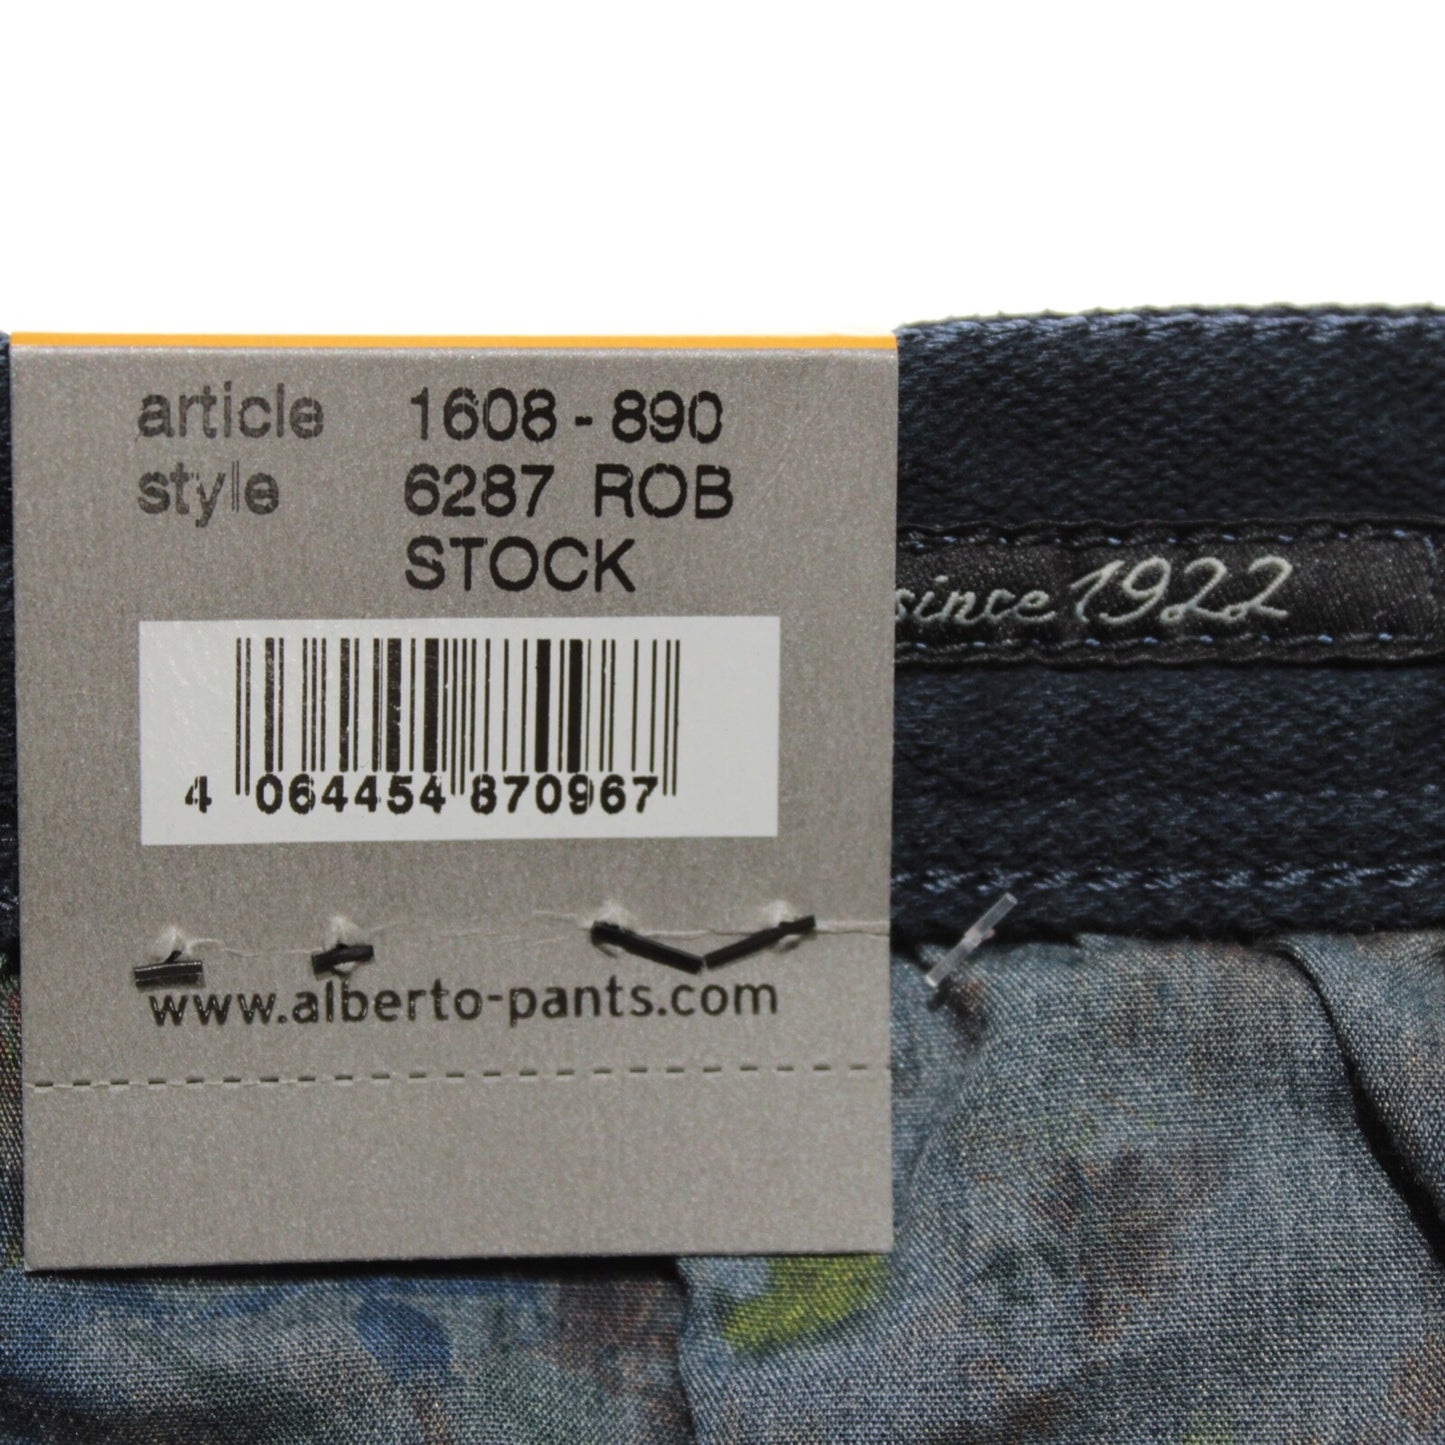 article 1608 - 890
style 6287 ROB
STOCK
since 1922
4 064454 870967
www.alberto-pants.com